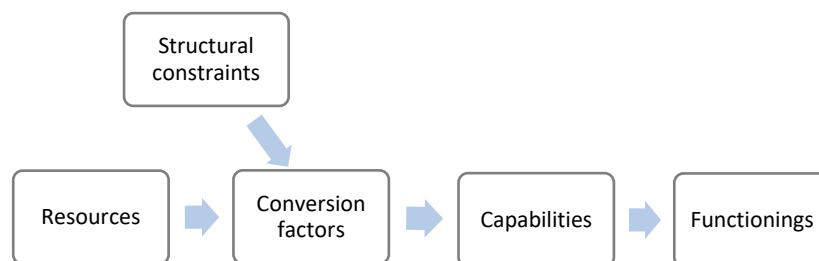 Structural
constraints
Resources
Conversion
factors
Capabilities
Functionings